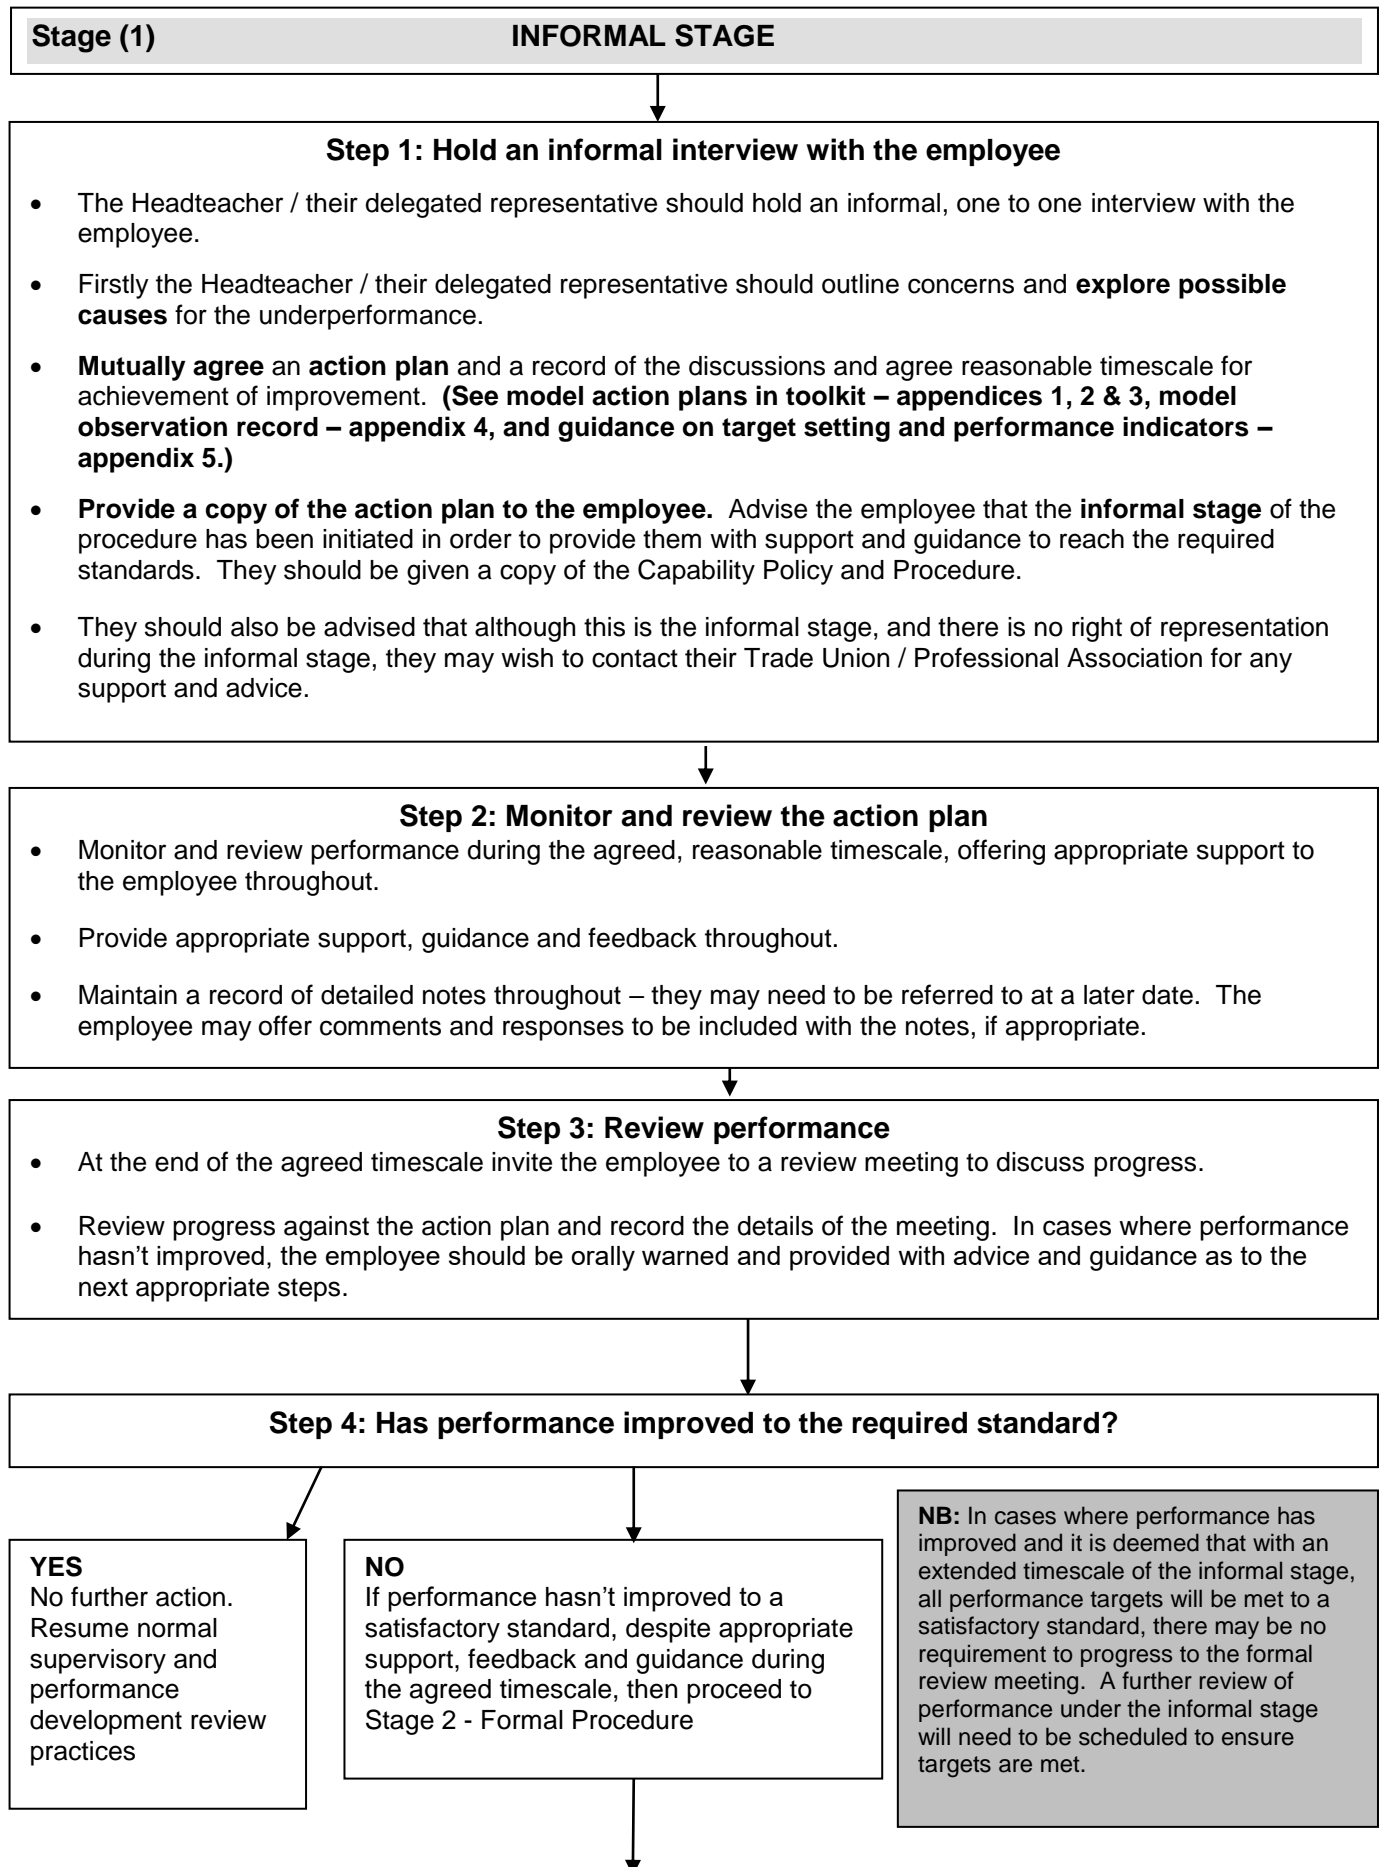 Stage (1) INFORMAL STAGE
Step 1: Hold an informal interview with the employee
• The Headteacher / their delegated representative should hold an informal, one to one interview with the
employee.
• Firstly the Headteacher / their delegated representative should outline concerns and explore possible
causes for the underperformance.
• Mutually agree an action plan and a record of the discussions and agree reasonable timescale for
achievement of improvement. (See model action plans in toolkit – appendices 1, 2 & 3, model
observation record – appendix 4, and guidance on target setting and performance indicators –
appendix 5.)
• Provide a copy of the action plan to the employee. Advise the employee that the informal stage of the
procedure has been initiated in order to provide them with support and guidance to reach the required
standards. They should be given a copy of the Capability Policy and Procedure.
• They should also be advised that although this is the informal stage, and there is no right of representation
during the informal stage, they may wish to contact their Trade Union / Professional Association for any
support and advice.
Step 2: Monitor and review the action plan
• Monitor and review performance during the agreed, reasonable timescale, offering appropriate support to
the employee throughout.
• Provide appropriate support, guidance and feedback throughout.
• Maintain a record of detailed notes throughout – they may need to be referred to at a later date. The
employee may offer comments and responses to be included with the notes, if appropriate.
Step 3: Review performance
• At the end of the agreed timescale invite the employee to a review meeting to discuss progress.
• Review progress against the action plan and record the details of the meeting. In cases where performance
hasn't improved, the employee should be orally warned and provided with advice and guidance as to the
next appropriate steps.
Step 4: Has performance improved to the required standard?
YES
No further action.
Resume normal
supervisory and
performance
development review
practices
NO
If performance hasn't improved to a
satisfactory standard, despite appropriate
support, feedback and guidance during
the agreed timescale, then proceed to
Stage 2 - Formal Procedure
NB: In cases where performance has
improved and it is deemed that with an
extended timescale of the informal stage,
all performance targets will be met to a
satisfactory standard, there may be no
requirement to progress to the formal
review meeting. A further review of
performance under the informal stage
will need to be scheduled to ensure
targets are met.